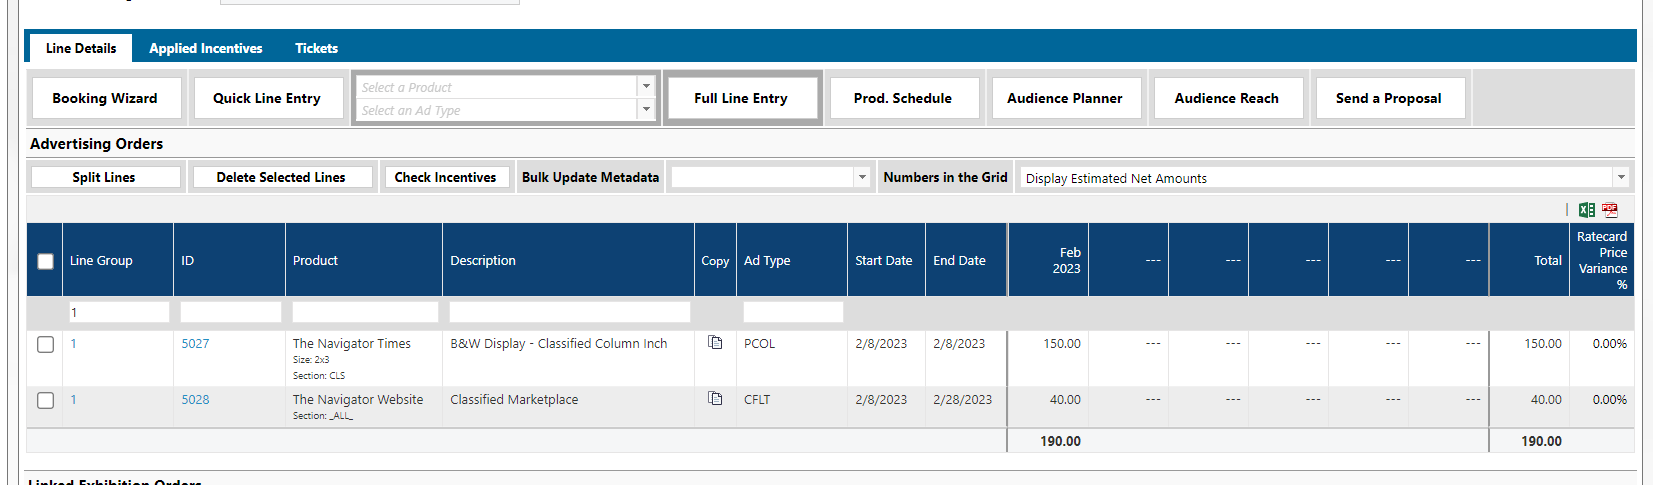 Line Details Applied Incentives Tickets
Booking Wizard Quick Line Entry Select a Product Full Line Entry Prod. Schedule Audience Planner Audience Reach Send a Proposal
Select an Ad Type
Advertising Orders
Split Lines Delete Selected Lines Check Incentives Bulk Update Metadata Numbers in the Grid Display Estimated Net Amounts
PDF
Line Group ID Product Description Copy Ad Type Start Date End Date Feb 2023 --- --- --- --- --- Total Ratecard Price Variance %
1
1 5027 The Navigator Times B&W Display - Classified Column Inch PCOL 2/8/2023 2/8/2023 150.00 --- --- --- --- --- 150.00 0.00%
Size: 2x3
Section: CLS
1 5028 The Navigator Website Classified Marketplace CFLT 2/8/2023 2/28/2023 40.00 --- --- --- --- --- 40.00 0.00%
Section: _ALL_
190.00 190.00
Linked Exhibition Orders